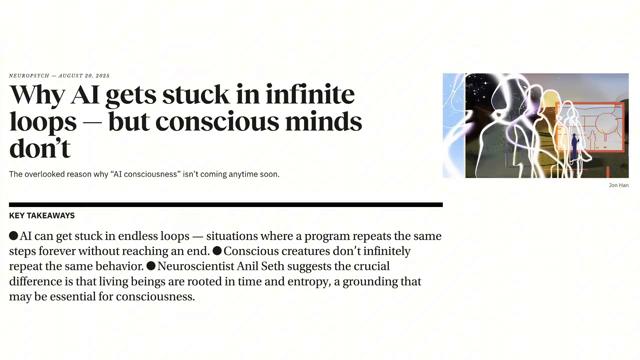 NEUROPSYCH — AUGUST 20, 2025
Why AI gets stuck in infinite
loops — but conscious minds
don’t
The overlooked reason why “AI consciousness” isn’t coming anytime soon.
Jon Han
KEY TAKEAWAYS
● AI can get stuck in endless loops — situations where a program repeats the same
steps forever without reaching an end. ● Conscious creatures don’t infinitely
repeat the same behavior. ● Neuroscientist Anil Seth suggests the crucial
difference is that living beings are rooted in time and entropy, a grounding that
may be essential for consciousness.